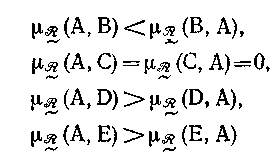 μ_ℛ̰ (A, B) < μ_ℛ̰ (B, A),
μ_ℛ̰ (A, C) = μ_ℛ̰ (C, A) = 0,
μ_ℛ̰ (A, D) > μ_ℛ̰ (D, A),
μ_ℛ̰ (A, E) > μ_ℛ̰ (E, A)